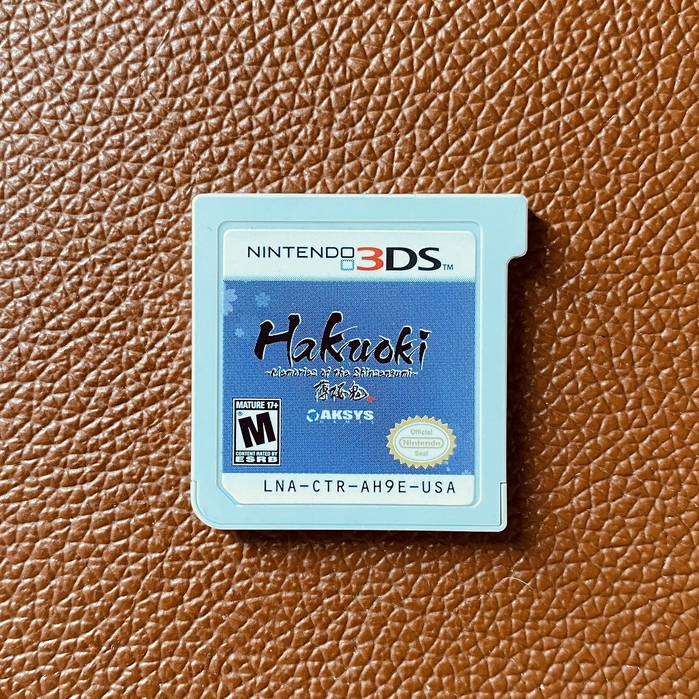 NINTENDO 3DS™
Hakuoki
~Memories of the Shinsengumi~
薄桜鬼
AKSYS
MATURE 17+
M
®
CONTENT RATED BY
ESRB
Official
Nintendo
Seal
LNA-CTR-AH9E-USA